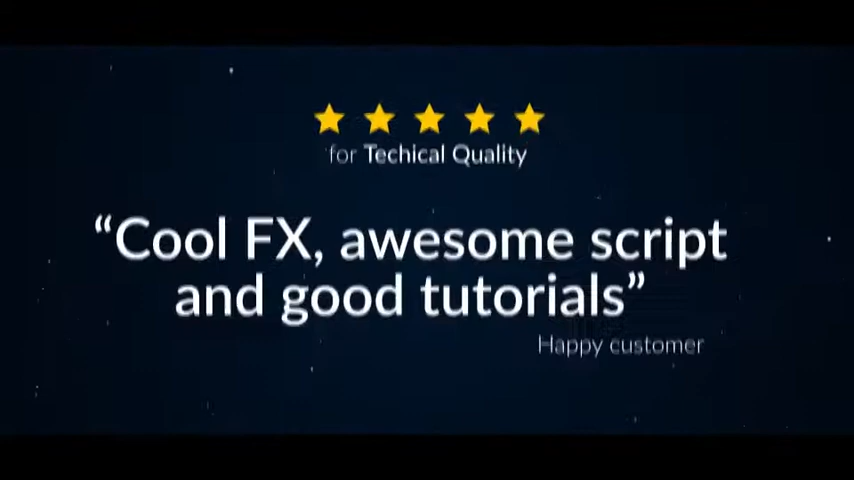 for Techical Quality
“Cool FX, awesome script
and good tutorials”
Happy customer